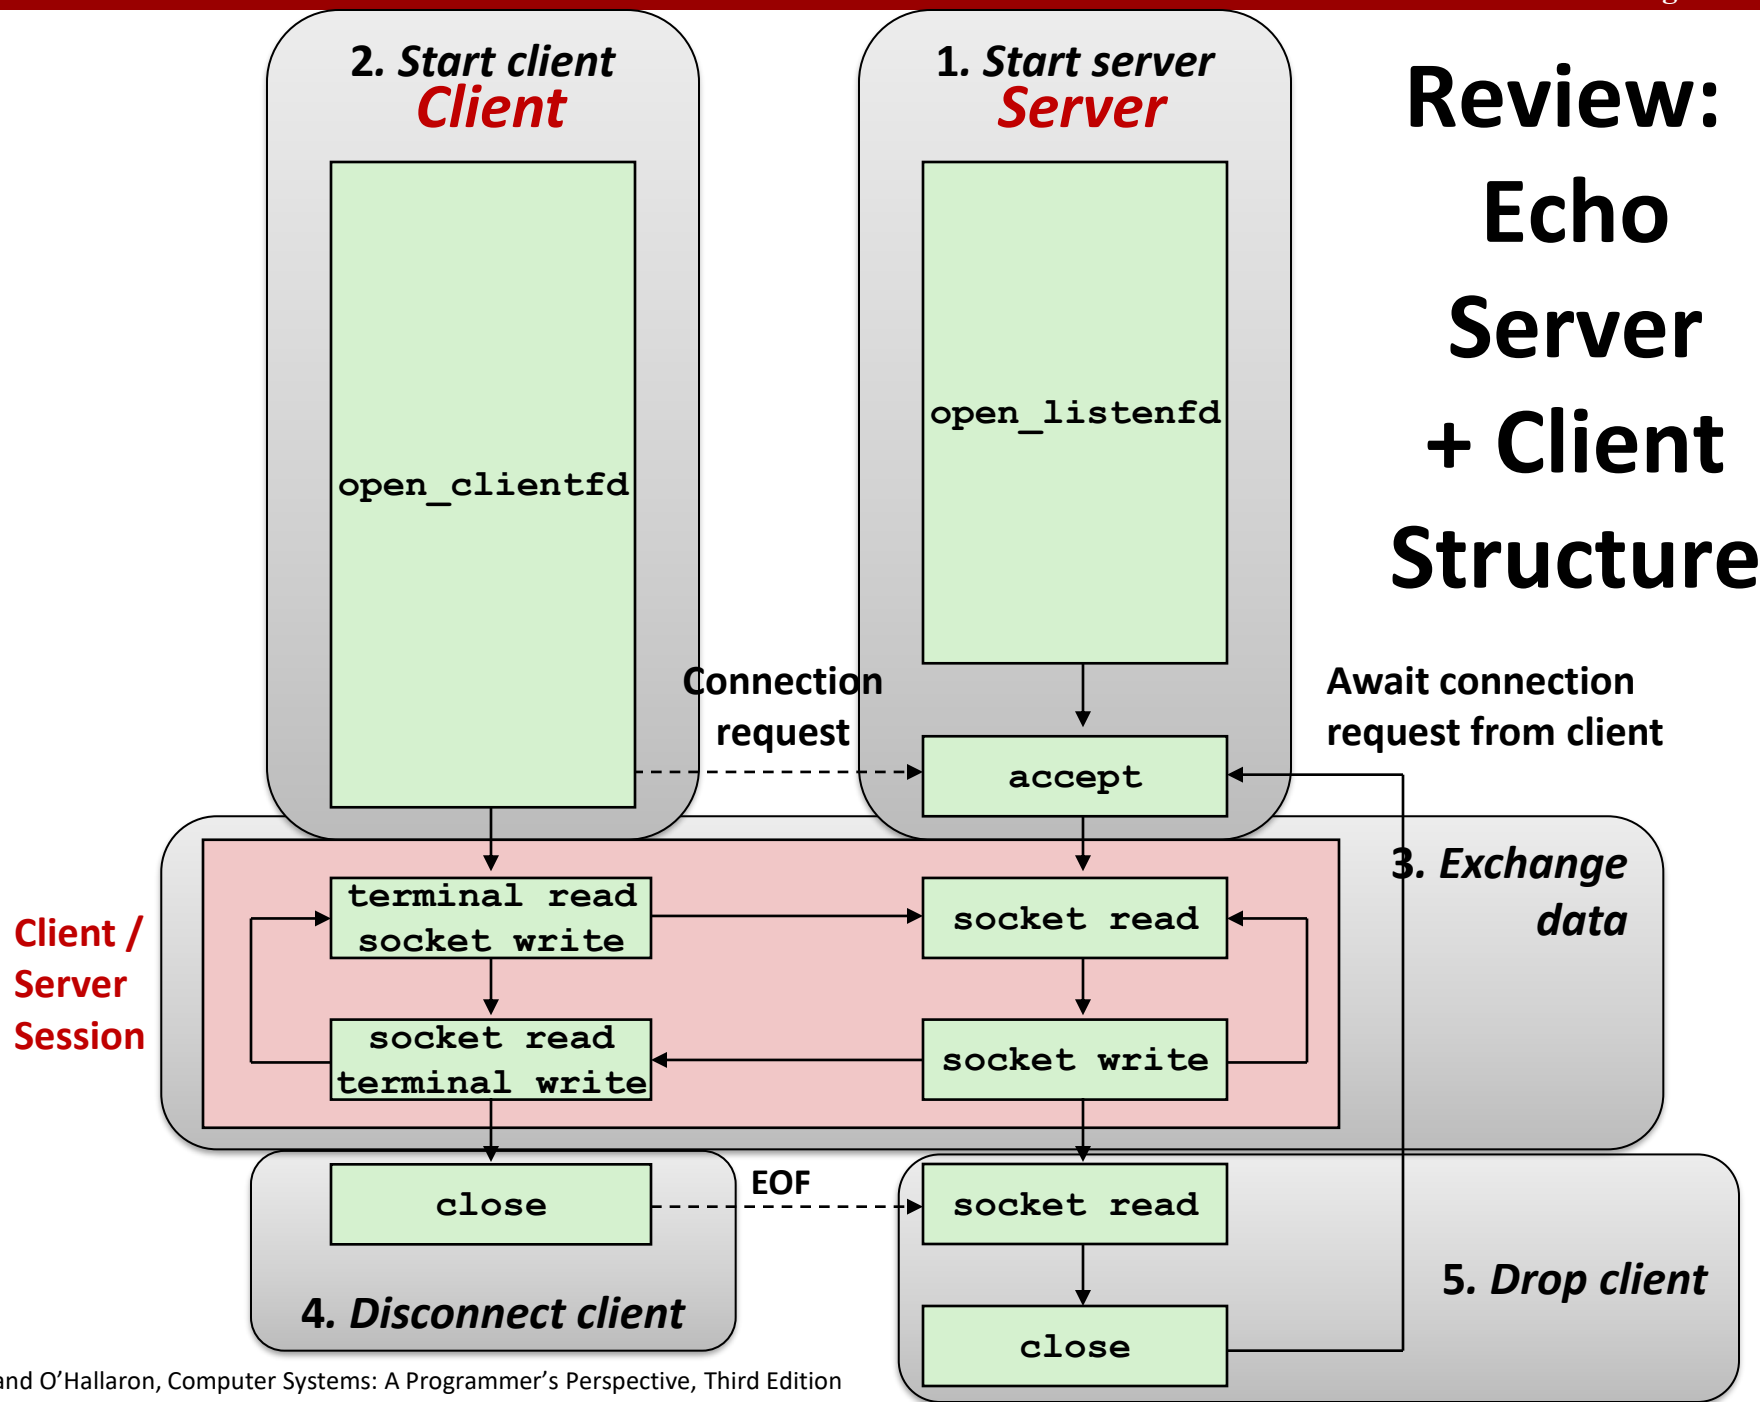 2. Start client
Client
1. Start server
Server
Review:
Echo
Server
+ Client
Structure
open_listenfd
open_clientfd
Connection
request
Await connection
request from client
accept
3. Exchange
data
Client /
Server
Session
terminal read
socket write
socket read
socket read
terminal write
socket write
close
EOF
socket read
4. Disconnect client
5. Drop client
close
and O’Hallaron, Computer Systems: A Programmer’s Perspective, Third Edition